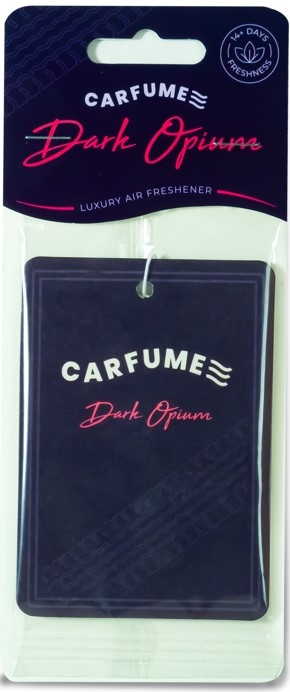 14+ DAYS
FRESHNESS
CARFUME
Dark Opium
LUXURY AIR FRESHENER
CARFUME
Dark Opium